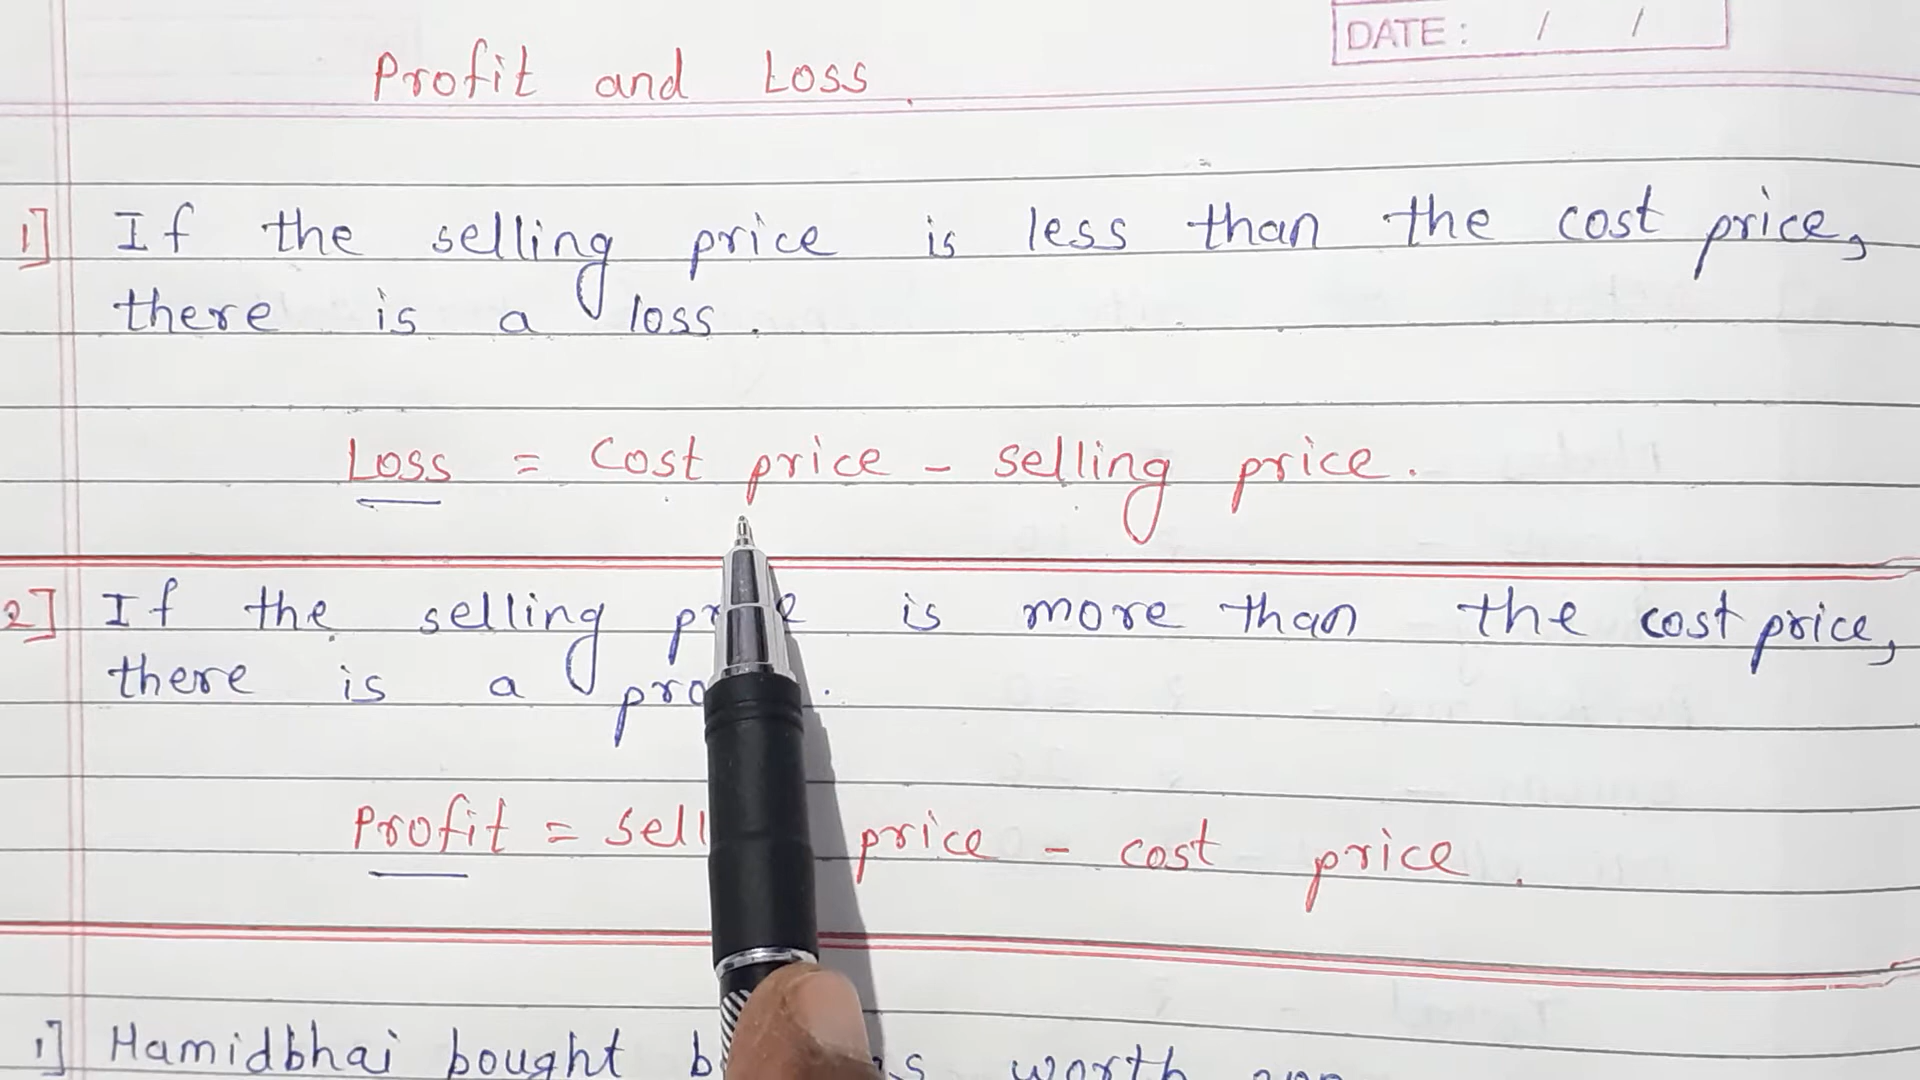 DATE: / /
Profit and Loss.
1] If the selling price is less than the cost price,
there is a loss.
Loss = Cost price - selling price.
2] If the selling is more than the cost price,
there is a .
Profit = price - cost price.
1] Hamidbhai bought worth